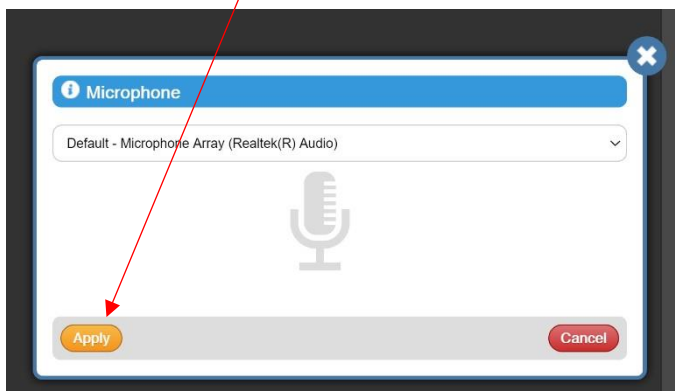 Microphone
Default - Microphone Array (Realtek(R) Audio)
Apply Cancel